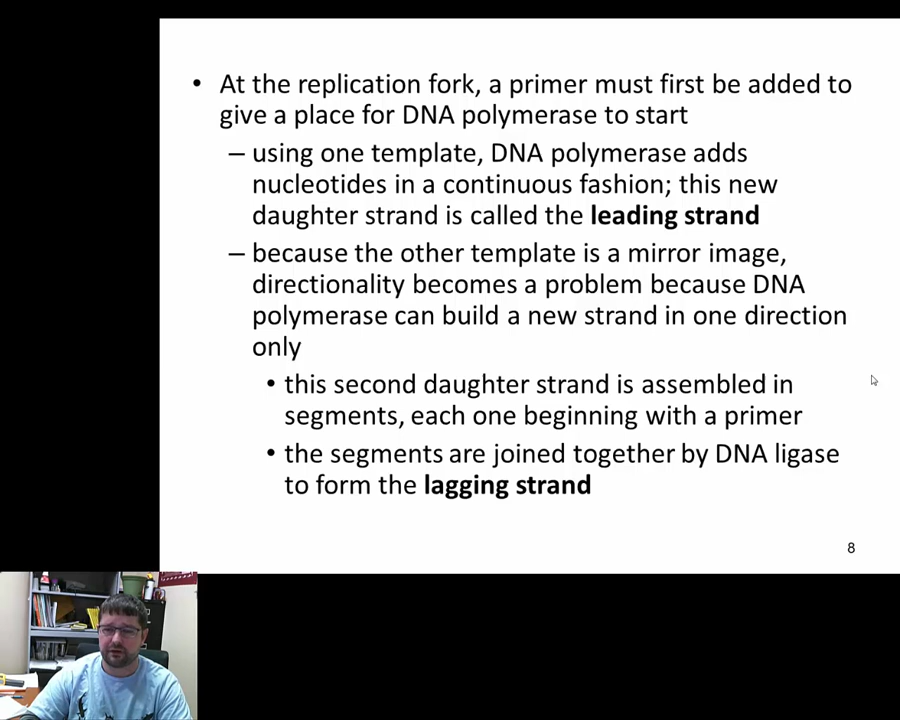 • At the replication fork, a primer must first be added to
give a place for DNA polymerase to start
– using one template, DNA polymerase adds
nucleotides in a continuous fashion; this new
daughter strand is called the leading strand
– because the other template is a mirror image,
directionality becomes a problem because DNA
polymerase can build a new strand in one direction
only
• this second daughter strand is assembled in
segments, each one beginning with a primer
• the segments are joined together by DNA ligase
to form the lagging strand
8